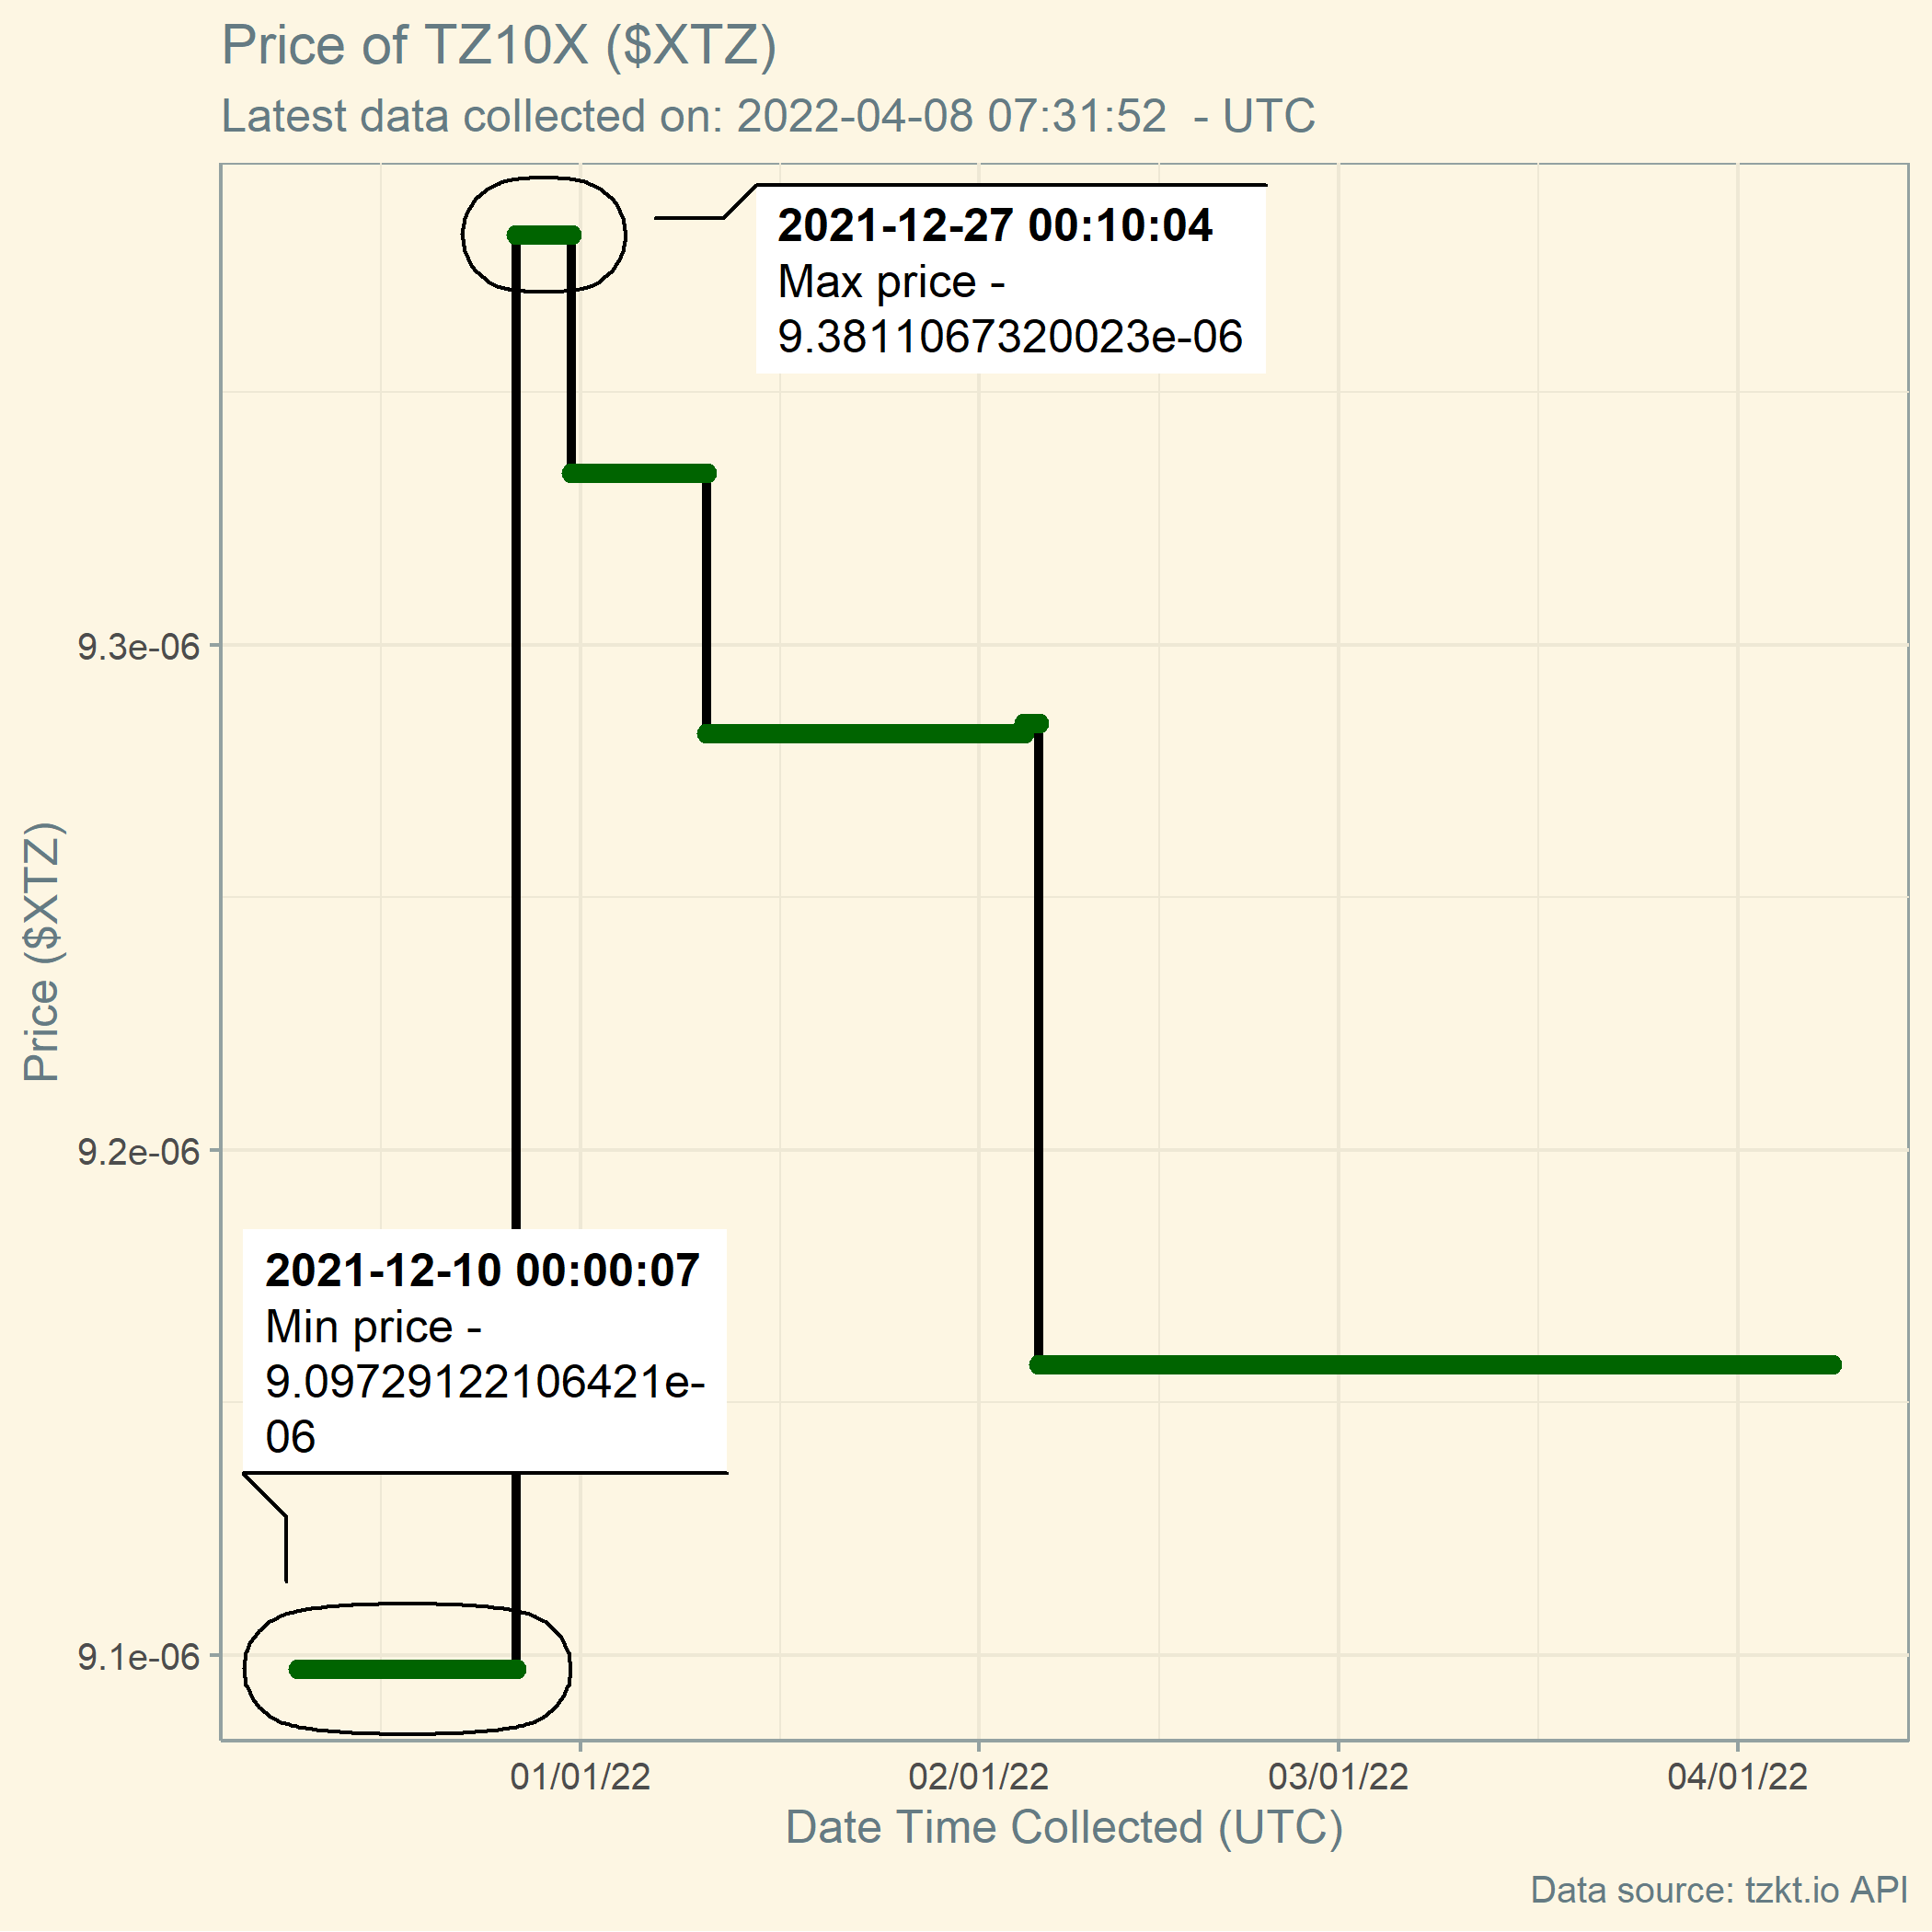 Price of TZ10X ($XTZ)
Latest data collected on: 2022-04-08 07:31:52  - UTC
2021-12-27 00:10:04
Max price -
9.3811067320023e-06
9.3e-06
Price ($XTZ)
9.2e-06
2021-12-10 00:00:07
Min price -
9.09729122106421e-
06
9.1e-06
01/01/22
02/01/22
03/01/22
04/01/22
Date Time Collected (UTC)
Data source: tzkt.io API